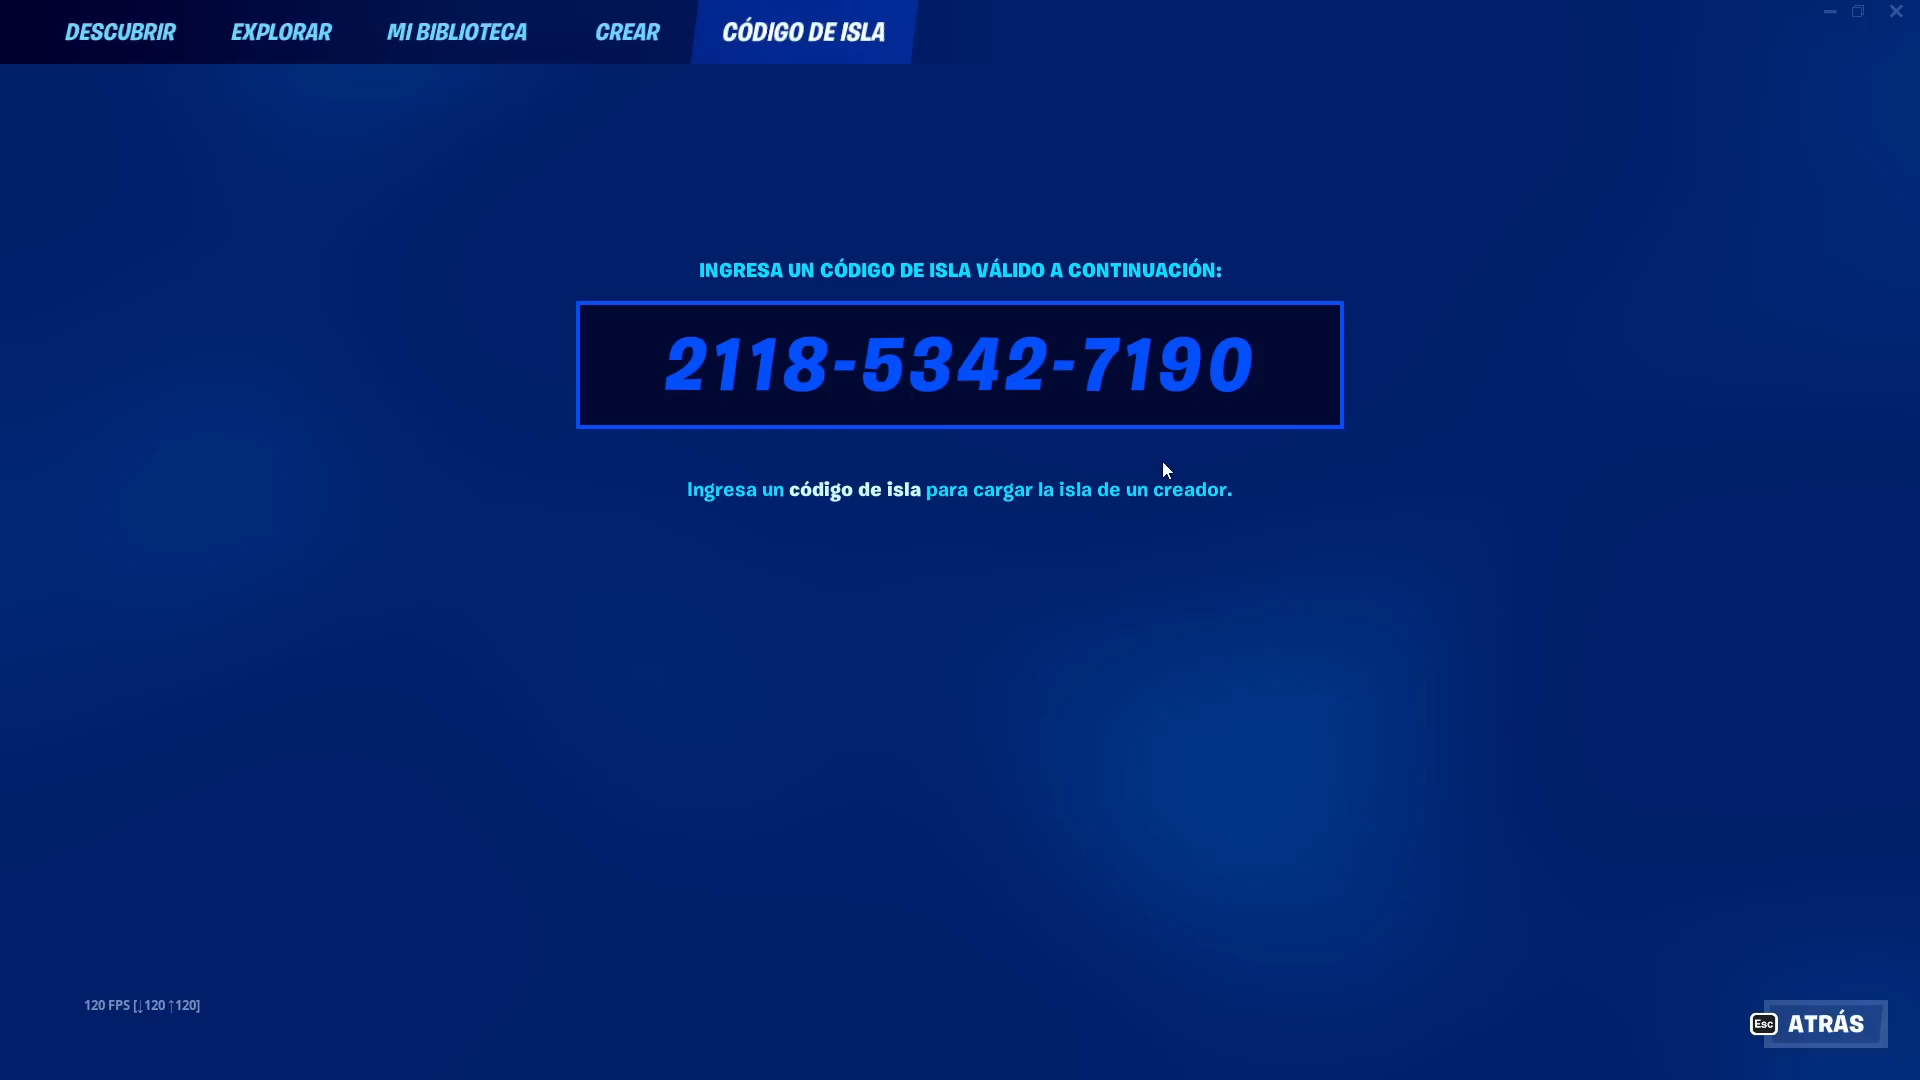 DESCUBRIR EXPLORAR MI BIBLIOTECA CREAR CÓDIGO DE ISLA
INGRESA UN CÓDIGO DE ISLA VÁLIDO A CONTINUACIÓN:
2118-5342-7190
Ingresa un código de isla para cargar la isla de un creador.
120 FPS [↓120 ↑120]
Esc ATRÁS